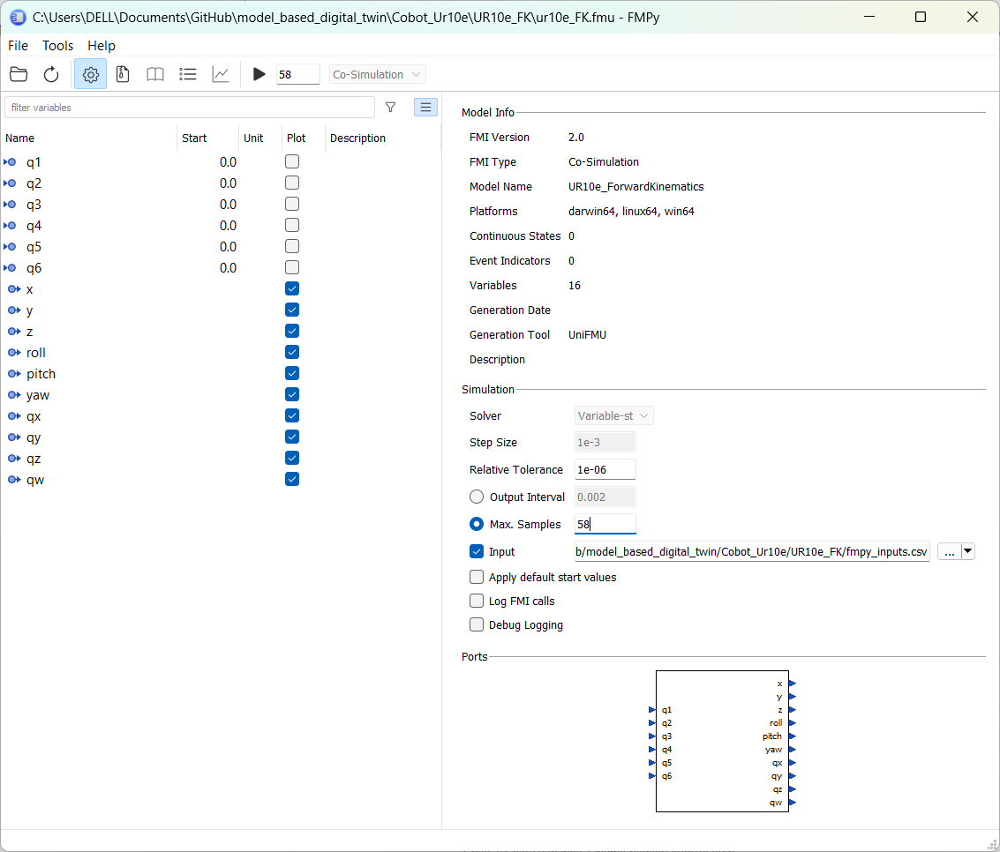 C:\Users\DELL\Documents\GitHub\model_based_digital_twin\Cobot_Ur10e\UR10e_FK\ur10e_FK.fmu - FMPy
File Tools Help
58 Co-Simulation
filter variables
Name Start Unit Plot Description
q1 0.0
q2 0.0
q3 0.0
q4 0.0
q5 0.0
q6 0.0
x
y
z
roll
pitch
yaw
qx
qy
qz
qw
Model Info
FMI Version 2.0
FMI Type Co-Simulation
Model Name UR10e_ForwardKinematics
Platforms darwin64, linux64, win64
Continuous States 0
Event Indicators 0
Variables 16
Generation Date
Generation Tool UniFMU
Description
Simulation
Solver Variable-st
Step Size 1e-3
Relative Tolerance 1e-06
Output Interval 0.002
Max. Samples 58
Input b/model_based_digital_twin/Cobot_Ur10e/UR10e_FK/fmpy_inputs.csv ...
Apply default start values
Log FMI calls
Debug Logging
Ports
x
y
q1 z
q2 roll
q3 pitch
q4 yaw
q5 qx
q6 qy
qz
qw